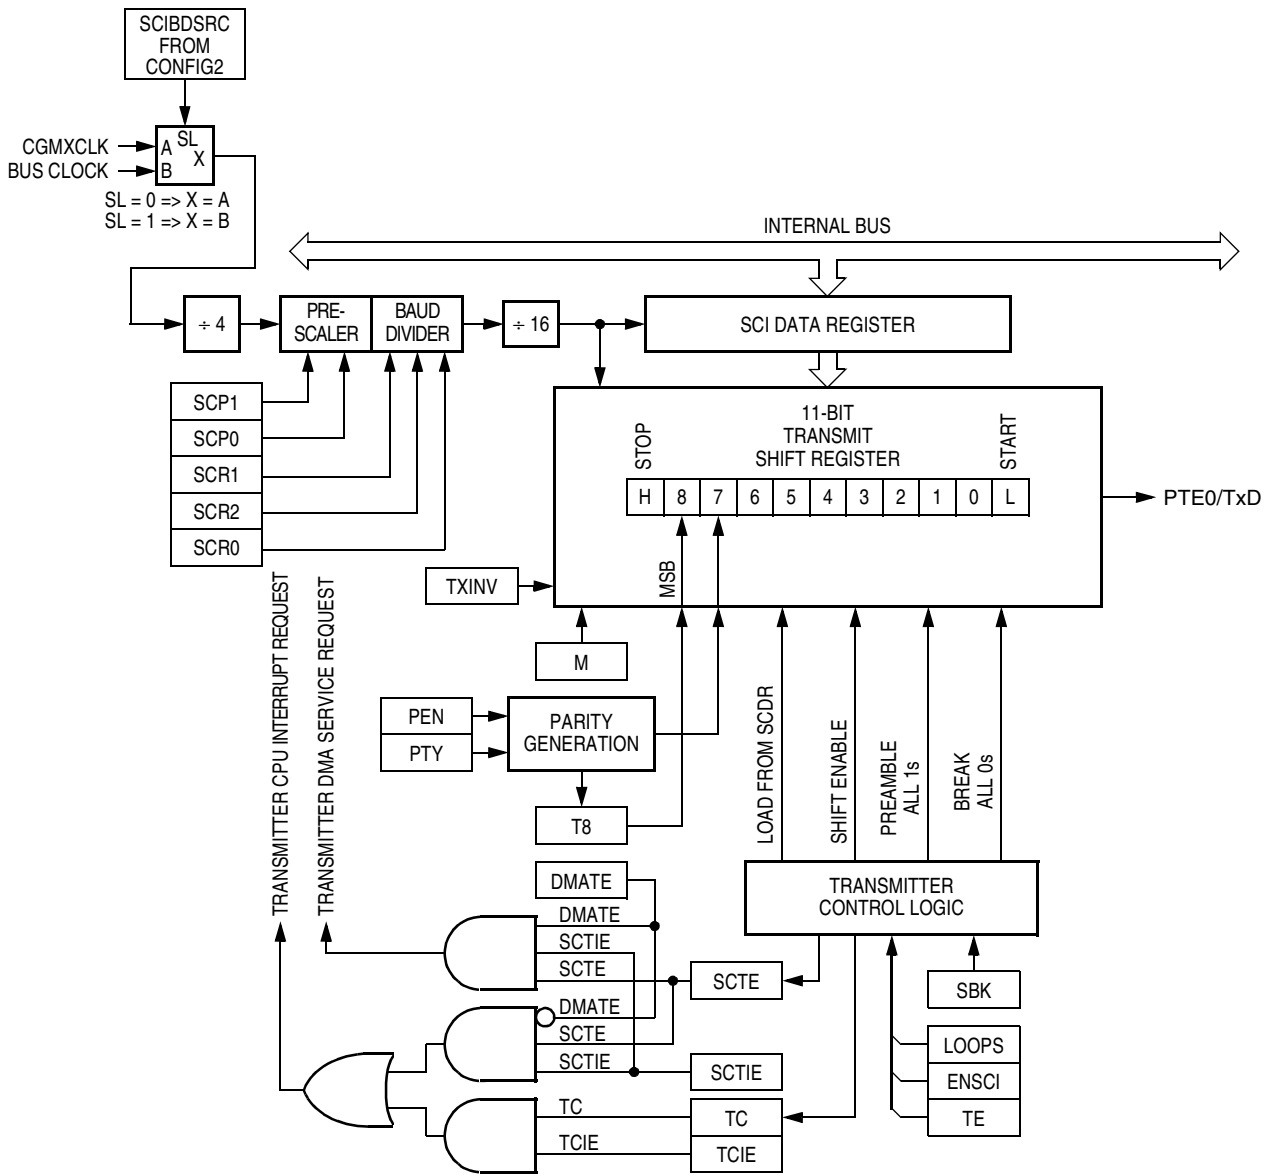 SCIBDSRC
FROM
CONFIG2
CGMXCLK
BUS CLOCK
A
B
SL
X
SL = 0 => X = A
SL = 1 => X = B
INTERNAL BUS
÷ 4
PRE-
SCALER
BAUD
DIVIDER
÷ 16
SCI DATA REGISTER
SCP1
SCP0
SCR1
SCR2
SCR0
11-BIT
TRANSMIT
SHIFT REGISTER
STOP
START
H 8 7 6 5 4 3 2 1 0 L
PTE0/TxD
MSB
TXINV
M
PEN
PTY
PARITY
GENERATION
T8
TRANSMITTER CPU INTERRUPT REQUEST
TRANSMITTER DMA SERVICE REQUEST
LOAD FROM SCDR
SHIFT ENABLE
PREAMBLE
ALL 1s
BREAK
ALL 0s
TRANSMITTER
CONTROL LOGIC
DMATE
DMATE
SCTIE
SCTE
SCTE
SBK
DMATE
SCTE
SCTIE
SCTIE
LOOPS
ENSCI
TE
TC
TC
TCIE
TCIE